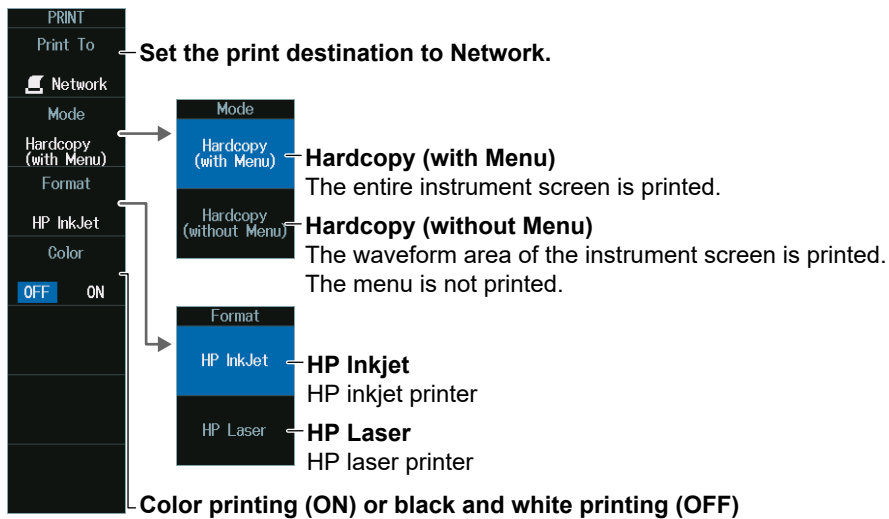 PRINT
Print To
Set the print destination to Network.
Network
Mode
Hardcopy
(with Menu)
Format
HP InkJet
Color
OFF ON
Mode
Hardcopy
(with Menu)
Hardcopy (with Menu)
The entire instrument screen is printed.
Hardcopy
(without Menu)
Hardcopy (without Menu)
The waveform area of the instrument screen is printed.
The menu is not printed.
Format
HP InkJet
HP Inkjet
HP inkjet printer
HP Laser
HP Laser
HP laser printer
Color printing (ON) or black and white printing (OFF)